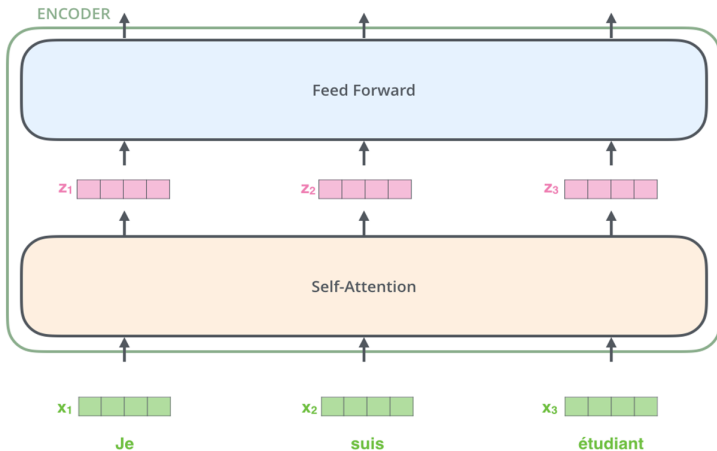 ENCODER
Feed Forward
z₁ z₂ z₃
Self-Attention
x₁ x₂ x₃
Je suis étudiant